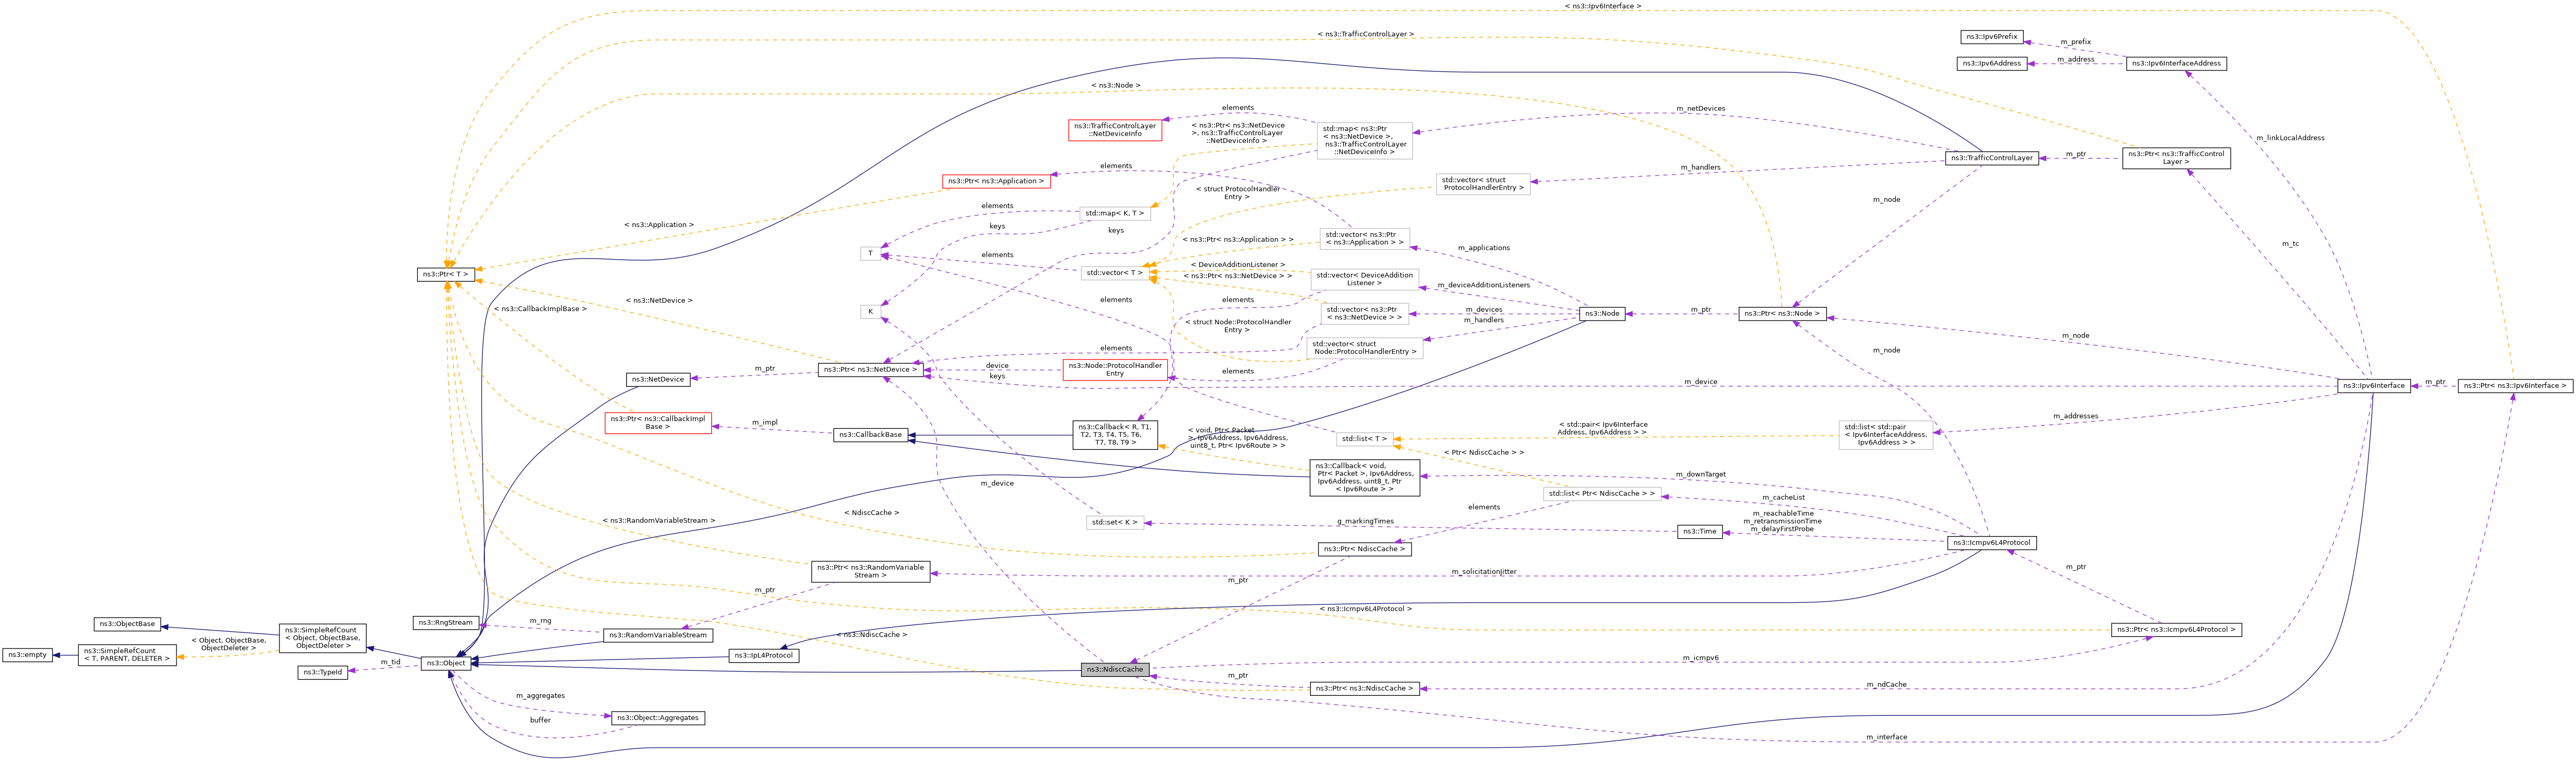 < ns3::Ipv6Interface >
< ns3::TrafficControlLayer >
ns3::Ipv6Prefix
m_prefix
ns3::Ipv6Address
m_address
ns3::Ipv6InterfaceAddress
< ns3::Node >
elements
m_netDevices
ns3::TrafficControlLayer
::NetDeviceInfo
< ns3::Ptr< ns3::NetDevice
>, ns3::TrafficControlLayer
::NetDeviceInfo >
std::map< ns3::Ptr
< ns3::NetDevice >,
ns3::TrafficControlLayer
::NetDeviceInfo >
m_linkLocalAddress
ns3::TrafficControlLayer
m_ptr
ns3::Ptr< ns3::TrafficControl
Layer >
elements
m_handlers
ns3::Ptr< ns3::Application >
std::vector< struct
ProtocolHandlerEntry >
< struct ProtocolHandler
Entry >
elements
std::map< K, T >
m_node
< ns3::Application >
keys
keys
< ns3::Ptr< ns3::Application > >
std::vector< ns3::Ptr
< ns3::Application > >
m_applications
m_tc
T
elements
< DeviceAdditionListener >
ns3::Ptr< T >
std::vector< T >
< ns3::Ptr< ns3::NetDevice > >
std::vector< DeviceAddition
Listener >
m_deviceAdditionListeners
< ns3::NetDevice >
elements
elements
< ns3::CallbackImplBase >
K
std::vector< ns3::Ptr
< ns3::NetDevice > >
m_devices
ns3::Node
m_ptr
ns3::Ptr< ns3::Node >
m_handlers
< struct Node::ProtocolHandler
Entry >
m_node
elements
std::vector< struct
Node::ProtocolHandlerEntry >
m_node
m_ptr
ns3::Ptr< ns3::NetDevice >
device
ns3::Node::ProtocolHandler
Entry
elements
ns3::NetDevice
keys
m_device
ns3::Ipv6Interface
m_ptr
ns3::Ptr< ns3::Ipv6Interface >
ns3::Ptr< ns3::CallbackImpl
Base >
m_impl
ns3::CallbackBase
ns3::Callback< R, T1,
T2, T3, T4, T5, T6,
T7, T8, T9 >
< void, Ptr< Packet
>, Ipv6Address, Ipv6Address,
uint8_t, Ptr< Ipv6Route > >
std::list< T >
< std::pair< Ipv6Interface
Address, Ipv6Address > >
std::list< std::pair
< Ipv6InterfaceAddress,
Ipv6Address > >
m_addresses
< Ptr< NdiscCache > >
ns3::Callback< void,
Ptr< Packet >, Ipv6Address,
Ipv6Address, uint8_t, Ptr
< Ipv6Route > >
m_downTarget
m_device
std::list< Ptr< NdiscCache > >
m_cacheList
elements
< NdiscCache >
< ns3::RandomVariableStream >
std::set< K >
g_markingTimes
ns3::Time
m_reachableTime
m_retransmissionTime
m_delayFirstProbe
ns3::Icmpv6L4Protocol
ns3::Ptr< NdiscCache >
ns3::Ptr< ns3::RandomVariable
Stream >
m_solicitationJitter
m_ptr
m_ptr
m_ptr
< ns3::Icmpv6L4Protocol >
ns3::ObjectBase
ns3::RngStream
m_rng
ns3::RandomVariableStream
< ns3::NdiscCache >
ns3::Ptr< ns3::Icmpv6L4Protocol >
ns3::SimpleRefCount
< Object, ObjectBase,
ObjectDeleter >
< Object, ObjectBase,
ObjectDeleter >
ns3::empty
ns3::SimpleRefCount
< T, PARENT, DELETER >
ns3::IpL4Protocol
m_icmpv6
m_tid
ns3::Object
ns3::TypeId
ns3::NdiscCache
m_ptr
ns3::Ptr< ns3::NdiscCache >
m_ndCache
m_aggregates
buffer
ns3::Object::Aggregates
m_interface